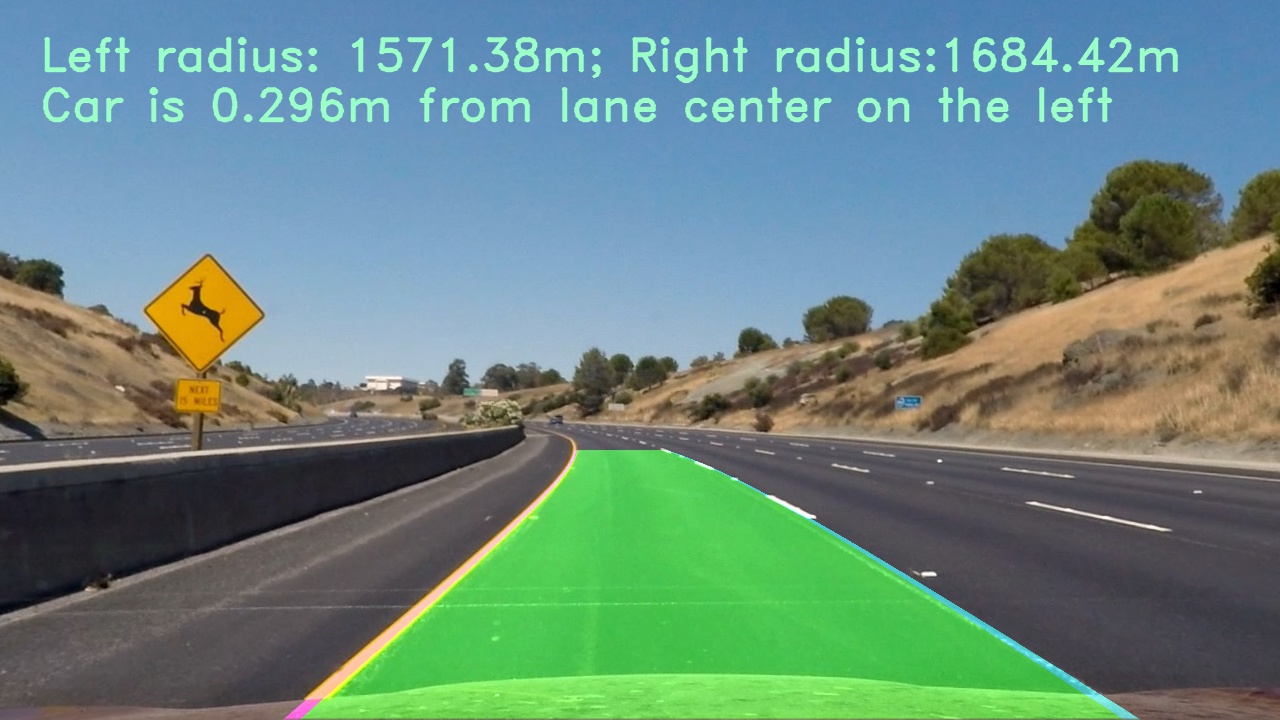 Left radius: 1571.38m; Right radius:1684.42m
Car is 0.296m from lane center on the left
NEXT
15 MILES